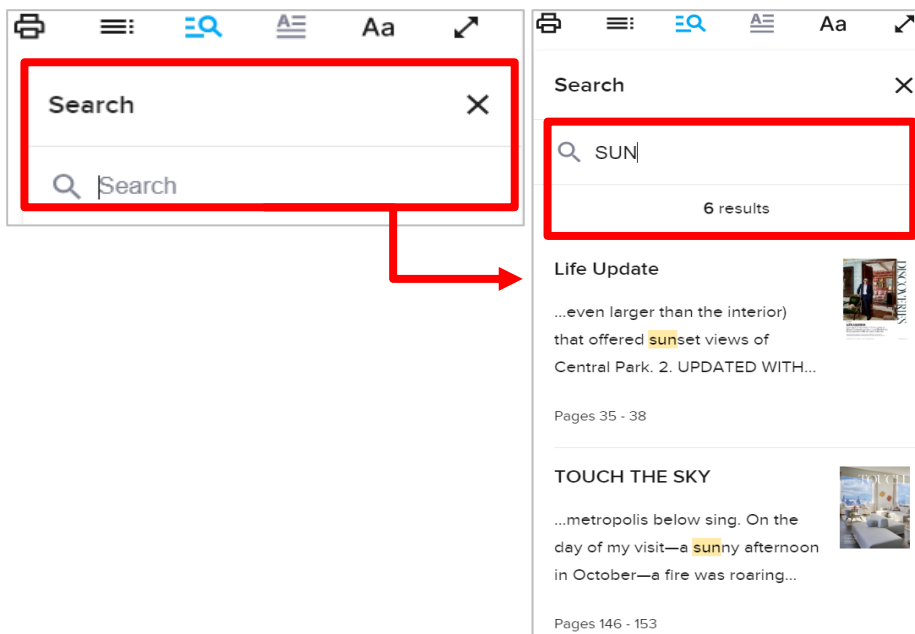 Aa
Search
Search
Aa
Search
SUN
6 results
Life Update
...even larger than the interior)
that offered sunset views of
Central Park. 2. UPDATED WITH...
Pages 35 - 38
DISCOVERIES
TOUCH THE SKY
...metropolis below sing. On the
day of my visit—a sunny afternoon
in October—a fire was roaring...
Pages 146 - 153
TOUCH